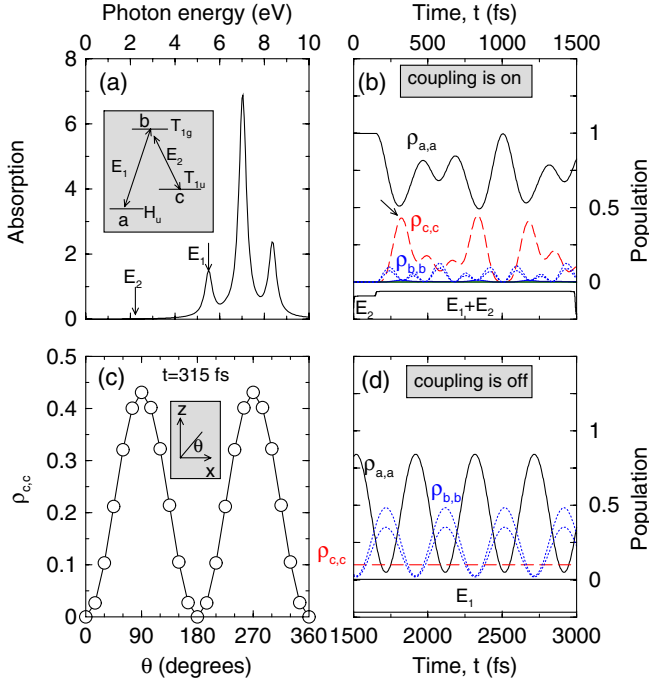 Photon energy (eV)
0 2 4 6 8 10
Absorption
8
6
4
2
0
(a)
b
T1g
E1
E2
T1u
c
a
Hu
E2
E1
Time, t (fs)
0 500 1000 1500
(b)
coupling is on
ρa,a
ρc,c
ρb,b
E2
E1+E2
1
0.5
0
Population
(c)
t=315 fs
z
θ
x
0.5
0.4
0.3
0.2
0.1
0
ρc,c
0 90 180 270 360
θ (degrees)
(d)
coupling is off
ρa,a
ρb,b
ρc,c
E1
1
0.5
0
Population
1500 2000 2500 3000
Time, t (fs)